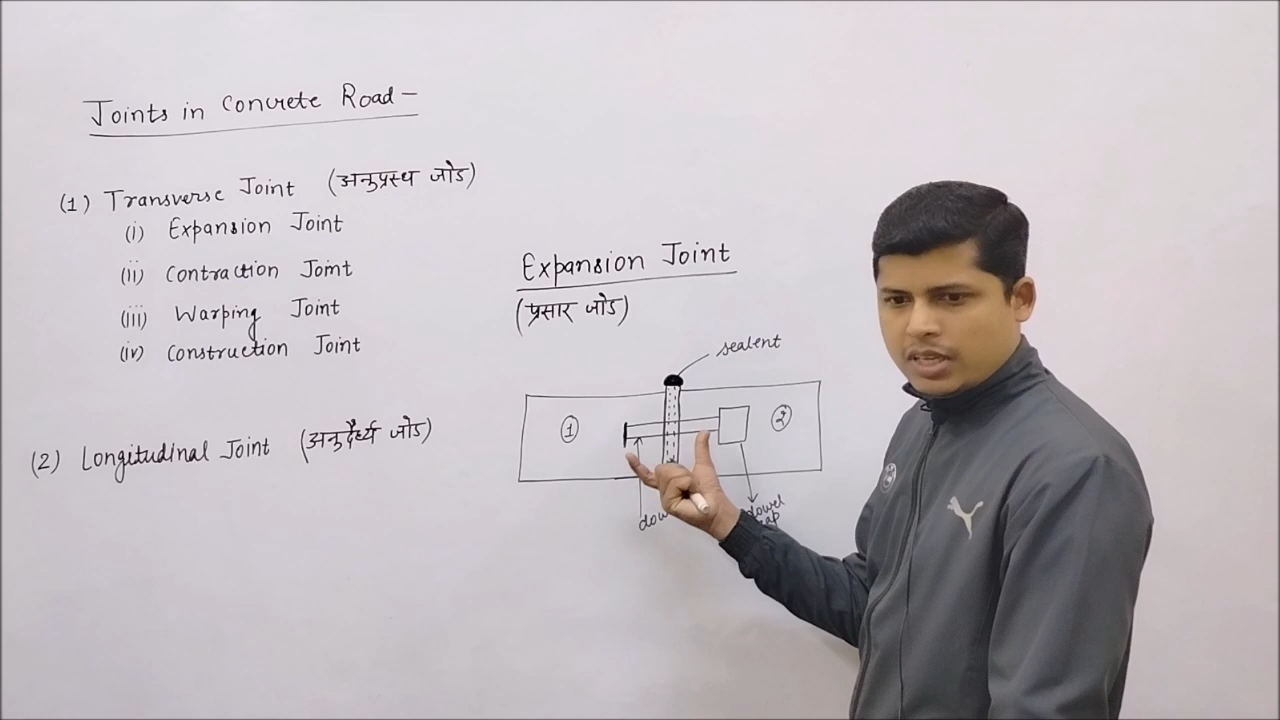 Joints in Concrete Road-
(1) Transverse Joint (अनुप्रस्थ जोड)
(i) Expansion Joint
(ii) Contraction Joint
(iii) Warping Joint
(iv) Construction Joint
(2) Longitudinal Joint (अनुदैर्ध्य जोड)
Expansion Joint
(प्रसार जोड)
sealent
1
2
dowel